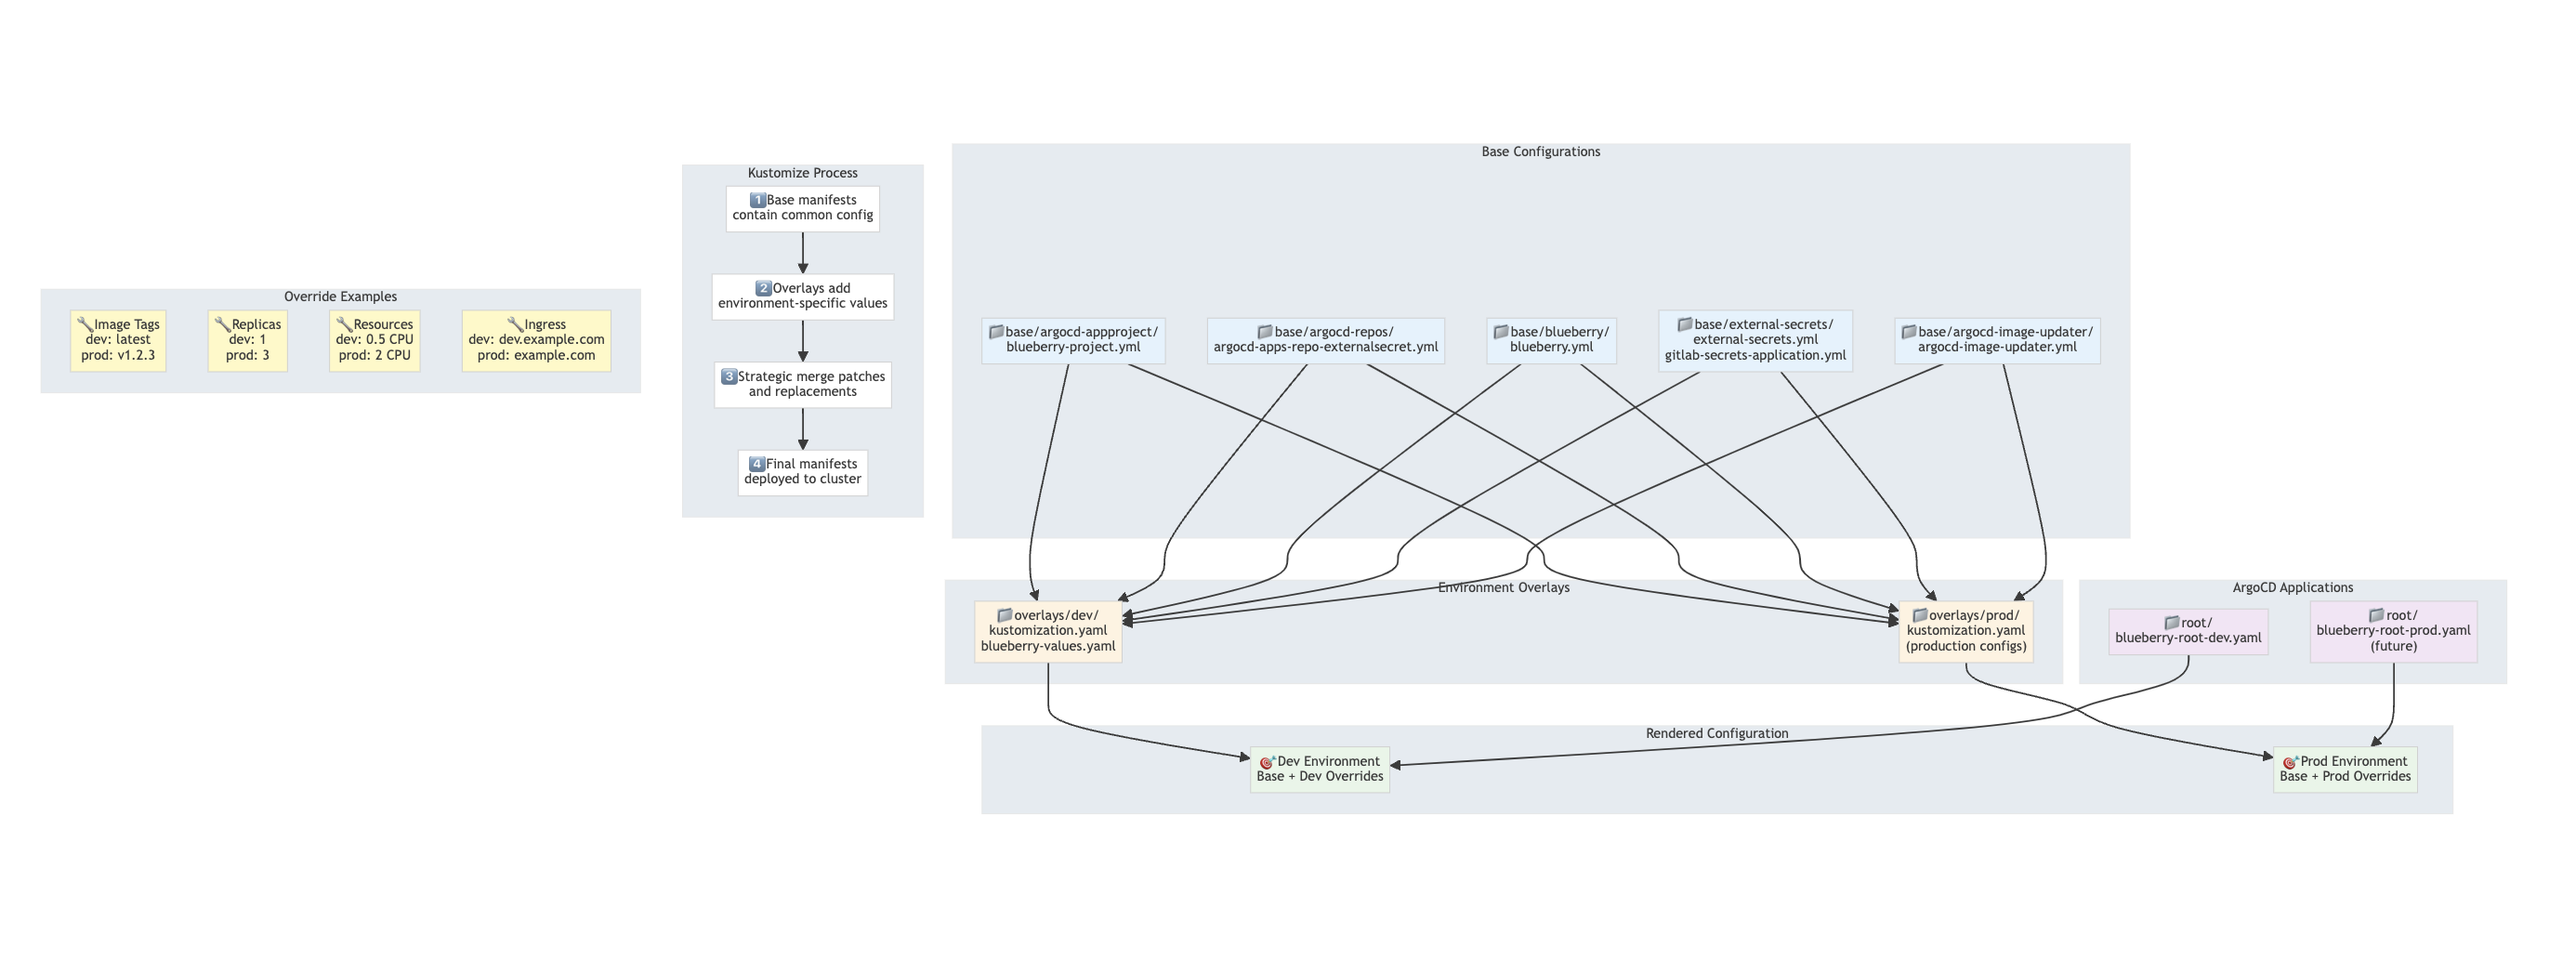 Override Examples
🔧Image Tags
dev: latest
prod: v1.2.3
🔧Replicas
dev: 1
prod: 3
🔧Resources
dev: 0.5 CPU
prod: 2 CPU
🔧Ingress
dev: dev.example.com
prod: example.com
Kustomize Process
1️⃣Base manifests
contain common config
2️⃣Overlays add
environment-specific values
3️⃣Strategic merge patches
and replacements
4️⃣Final manifests
deployed to cluster
Base Configurations
📁base/argocd-appproject/
blueberry-project.yml
📁base/argocd-repos/
argocd-apps-repo-externalsecret.yml
📁base/blueberry/
blueberry.yml
📁base/external-secrets/
external-secrets.yml
gitlab-secrets-application.yml
📁base/argocd-image-updater/
argocd-image-updater.yml
Environment Overlays
📁overlays/dev/
kustomization.yaml
blueberry-values.yaml
📁overlays/prod/
kustomization.yaml
(production configs)
ArgoCD Applications
📁root/
blueberry-root-dev.yaml
📁root/
blueberry-root-prod.yaml
(future)
Rendered Configuration
🎯Dev Environment
Base + Dev Overrides
🎯Prod Environment
Base + Prod Overrides